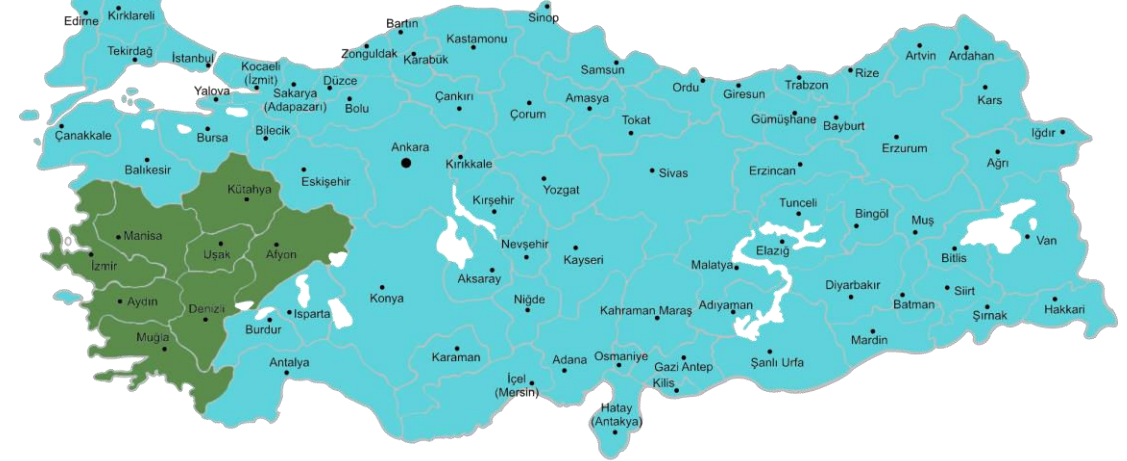 Edirne
Kırklareli
Tekirdağ
İstanbul
Kocaeli
(İzmit)
Yalova
Sakarya
(Adapazarı)
Düzce
Bolu
Zonguldak
Bartın
Karabük
Kastamonu
Sinop
Çankırı
Çorum
Samsun
Amasya
Tokat
Ordu
Giresun
Trabzon
Rize
Artvin
Ardahan
Kars
Gümüşhane
Bayburt
Erzurum
Iğdır
Ağrı
Çanakkale
Bursa
Bilecik
Balıkesir
Eskişehir
Ankara
Kırıkkale
Kırşehir
Yozgat
Sivas
Erzincan
Tunceli
Bingöl
Muş
Elazığ
Bitlis
Van
Kütahya
Manisa
Uşak
Afyon
İzmir
Aydın
Denizli
Muğla
Nevşehir
Aksaray
Kayseri
Malatya
Konya
Niğde
Kahraman Maraş
Adıyaman
Diyarbakır
Batman
Siirt
Şırnak
Hakkari
Mardin
Burdur
Isparta
Antalya
Karaman
İçel
(Mersin)
Adana
Osmaniye
Gazi Antep
Kilis
Şanlı Urfa
Hatay
(Antakya)